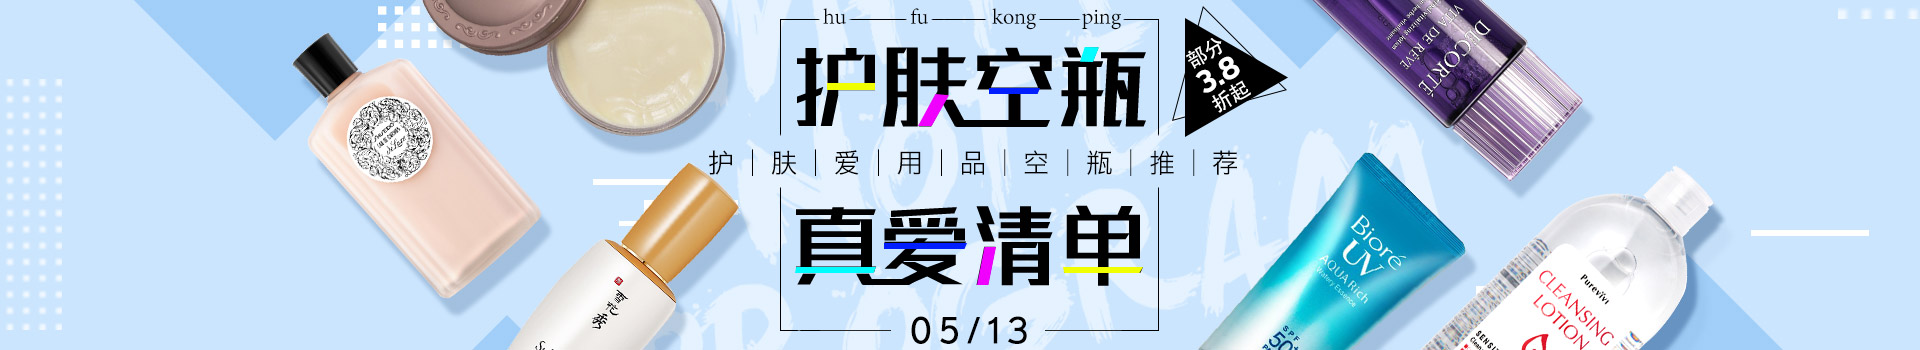 hu fu kong ping
护肤空瓶
部分
3.8
折起
护肤爱用品空瓶推荐
真爱清单
05/13
雪花秀
DECORTÉ
VITA DE RÊVE
Bioré
UV
AQUA Rich
Watery Essence
SPF
50+
Purevivi
CLEANSING
LOTION